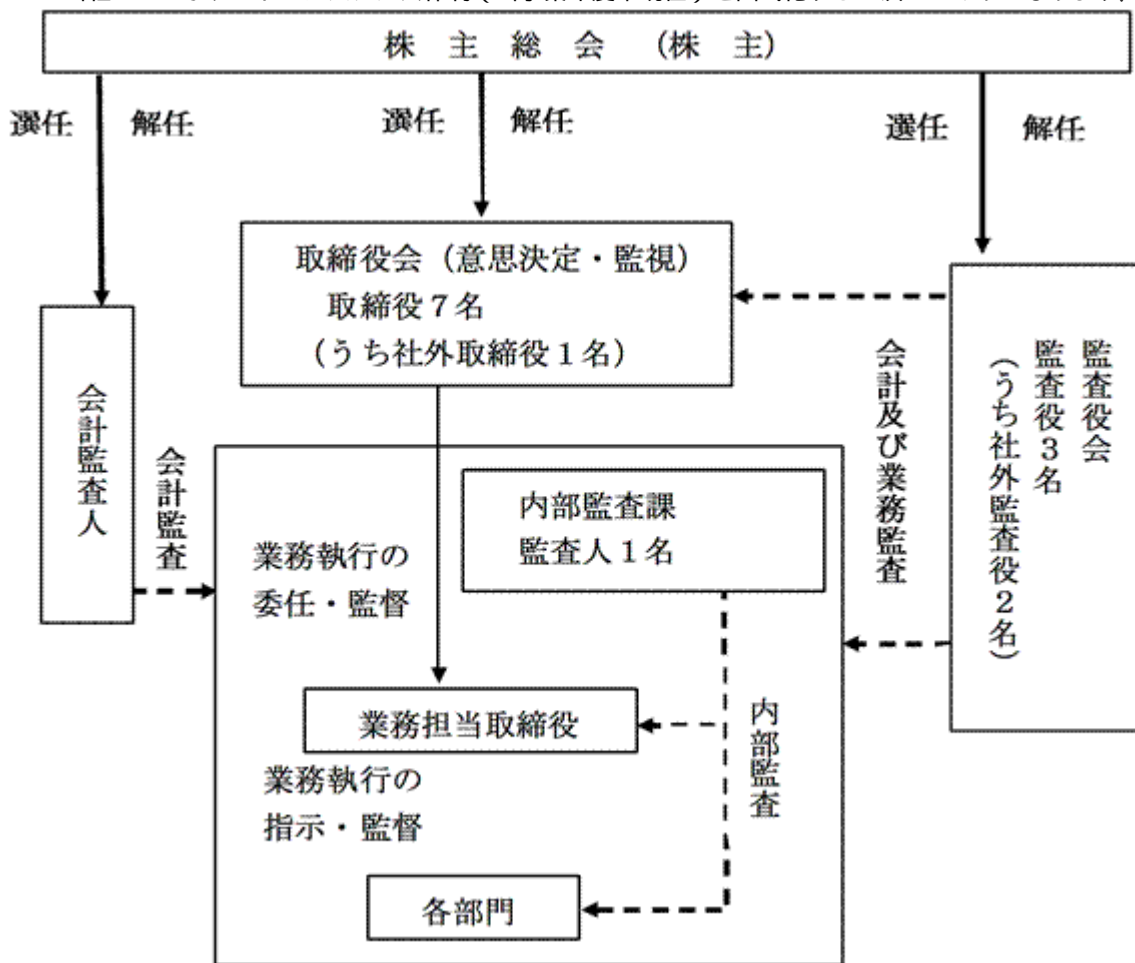 株 主 総 会 （株 主）
選任 解任
選任 解任
選任 解任
取締役会（意思決定・監視）
取締役７名
（うち社外取締役１名）
監査役会
監査役３名
（うち社外監査役２名）
会計及び業務監査
会計監査人
会計監査
内部監査課
監査人１名
業務執行の
委任・監督
業務担当取締役
内部監査
業務執行の
指示・監督
各部門